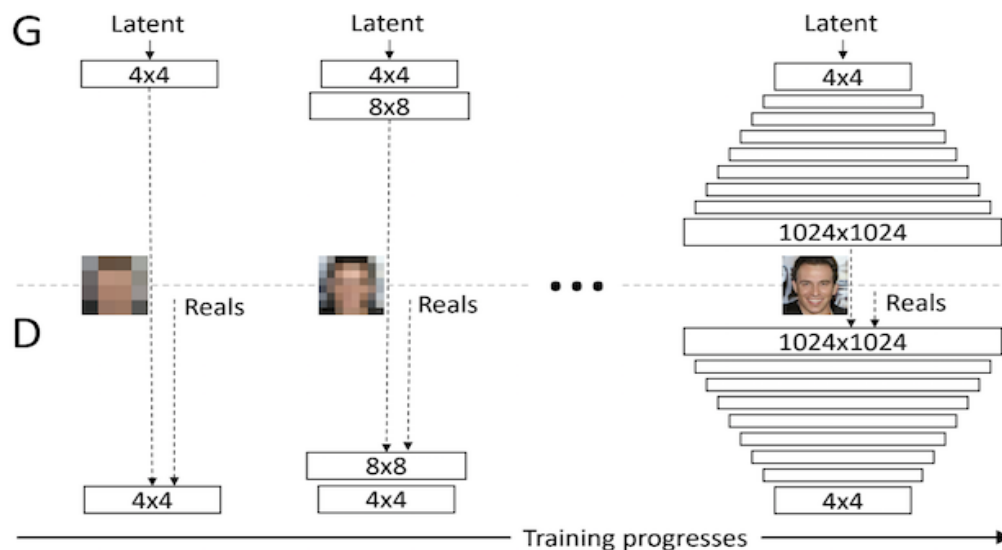 G
Latent
Latent
Latent
4x4
4x4
4x4
8x8
1024x1024
Reals
Reals
Reals
D
1024x1024
8x8
4x4
4x4
4x4
Training progresses